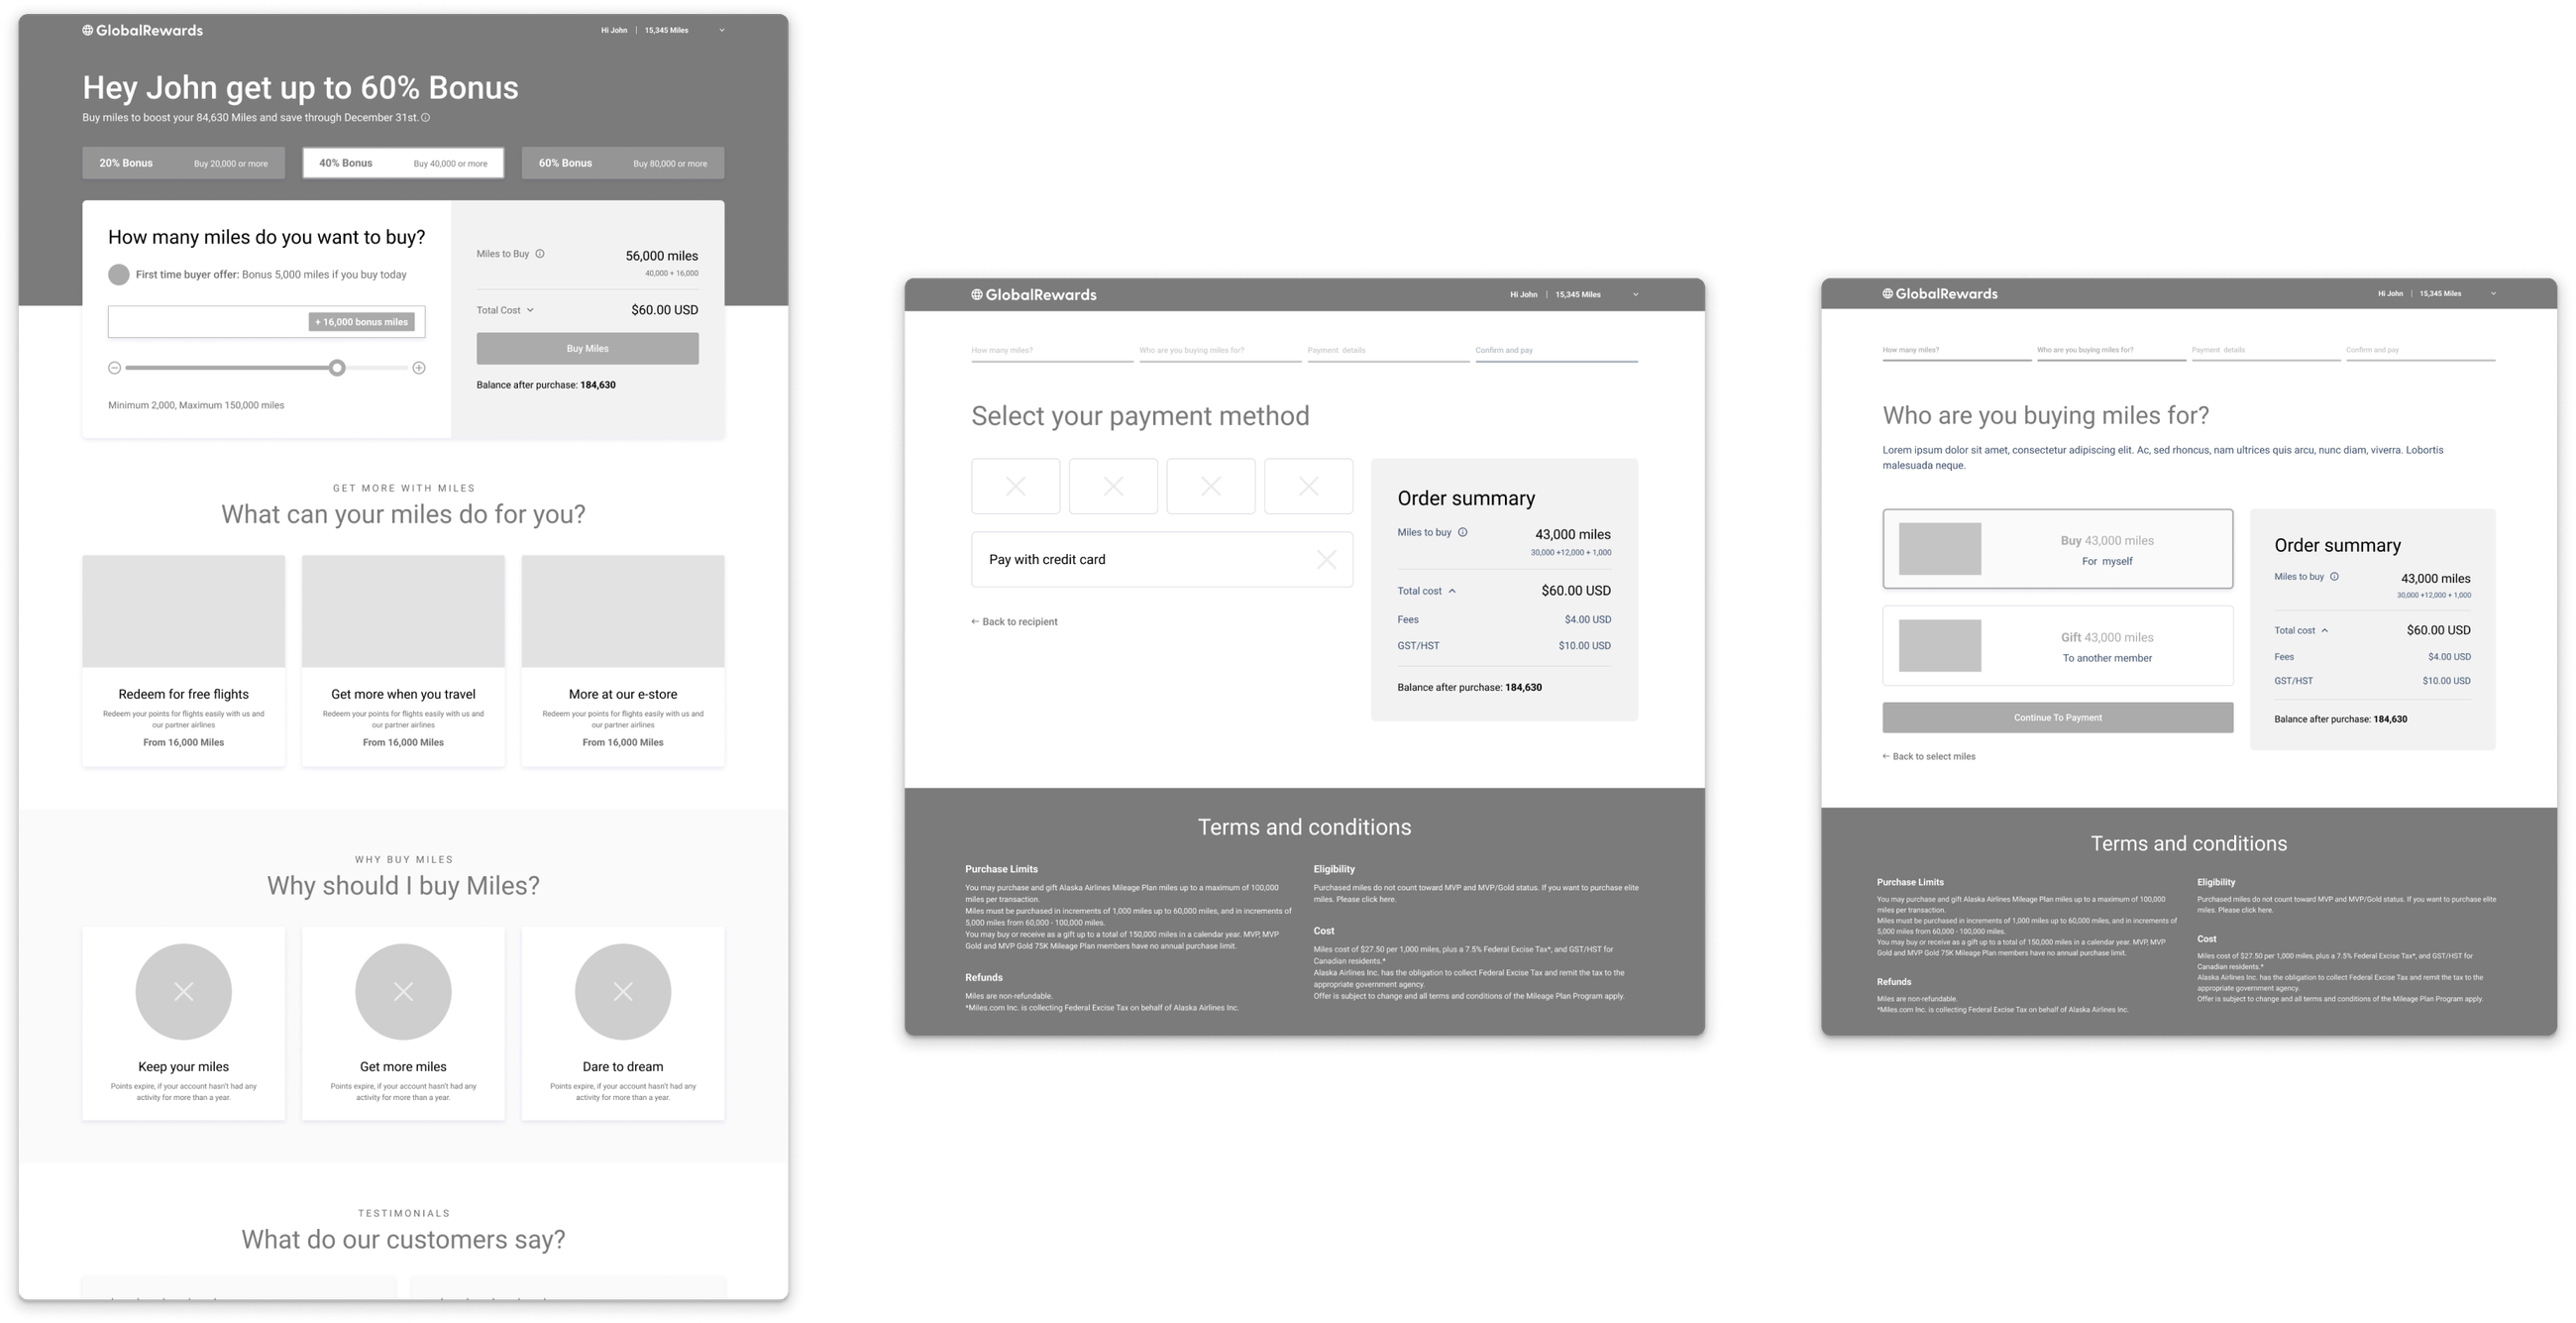 GlobalRewards
Hi John | 15,345 Miles
Hey John get up to 60% Bonus
Buy miles to boost your 84,630 Miles and save through December 31st.
20% Bonus Buy 20,000 or more
40% Bonus Buy 40,000 or more
60% Bonus Buy 80,000 or more
How many miles do you want to buy?
First time buyer offer: Bonus 5,000 miles if you buy today
+ 16,000 bonus miles
Minimum 2,000, Maximum 150,000 miles
Miles to Buy 56,000 miles
40,000 + 16,000
Total Cost $60.00 USD
Buy Miles
Balance after purchase: 184,630
GET MORE WITH MILES
What can your miles do for you?
Redeem for free flights
Redeem your points for flights easily with us and
our partner airlines
From 16,000 Miles
Get more when you travel
Redeem your points for flights easily with us and
our partner airlines
From 16,000 Miles
More at our e-store
Redeem your points for flights easily with us and
our partner airlines
From 16,000 Miles
WHY BUY MILES
Why should I buy Miles?
Keep your miles
Points expire, if your account hasn't had any
activity for more than a year.
Get more miles
Points expire, if your account hasn't had any
activity for more than a year.
Dare to dream
Points expire, if your account hasn't had any
activity for more than a year.
TESTIMONIALS
What do our customers say?
GlobalRewards
Hi John | 15,345 Miles
How many miles?
Who are you buying miles for?
Payment details
Confirm and pay
Select your payment method
Pay with credit card
← Back to recipient
Order summary
Miles to buy 43,000 miles
30,000 +12,000 + 1,000
Total cost $60.00 USD
Fees $4.00 USD
GST/HST $10.00 USD
Balance after purchase: 184,630
Terms and conditions
Purchase Limits
You may purchase and gift Alaska Airlines Mileage Plan miles up to a maximum of 100,000
miles per transaction.
Miles must be purchased in increments of 1,000 miles up to 60,000 miles, and in increments of
5,000 miles from 60,000 - 100,000 miles.
You may buy or receive as a gift up to a total of 150,000 miles in a calendar year. MVP, MVP
Gold and MVP Gold 75K Mileage Plan members have no annual purchase limit.
Refunds
Miles are non-refundable.
*Miles.com Inc. is collecting Federal Excise Tax on behalf of Alaska Airlines Inc.
Eligibility
Purchased miles do not count toward MVP and MVP/Gold status. If you want to purchase elite
miles. Please click here.
Cost
Miles cost of $27.50 per 1,000 miles, plus a 7.5% Federal Excise Tax*, and GST/HST for
Canadian residents.*
Alaska Airlines Inc. has the obligation to collect Federal Excise Tax and remit the tax to the
appropriate government agency.
Offer is subject to change and all terms and conditions of the Mileage Plan Program apply.
GlobalRewards
Hi John | 15,345 Miles
How many miles?
Who are you buying miles for?
Payment details
Confirm and pay
Who are you buying miles for?
Lorem ipsum dolor sit amet, consectetur adipiscing elit. Ac, sed rhoncus, nam ultrices quis arcu, nunc diam, viverra. Lobortis
malesuada neque.
Buy 43,000 miles
For myself
Gift 43,000 miles
To another member
Continue To Payment
← Back to select miles
Order summary
Miles to buy 43,000 miles
30,000 +12,000 + 1,000
Total cost $60.00 USD
Fees $4.00 USD
GST/HST $10.00 USD
Balance after purchase: 184,630
Terms and conditions
Purchase Limits
You may purchase and gift Alaska Airlines Mileage Plan miles up to a maximum of 100,000
miles per transaction.
Miles must be purchased in increments of 1,000 miles up to 60,000 miles, and in increments of
5,000 miles from 60,000 - 100,000 miles.
You may buy or receive as a gift up to a total of 150,000 miles in a calendar year. MVP, MVP
Gold and MVP Gold 75K Mileage Plan members have no annual purchase limit.
Refunds
Miles are non-refundable.
*Miles.com Inc. is collecting Federal Excise Tax on behalf of Alaska Airlines Inc.
Eligibility
Purchased miles do not count toward MVP and MVP/Gold status. If you want to purchase elite
miles. Please click here.
Cost
Miles cost of $27.50 per 1,000 miles, plus a 7.5% Federal Excise Tax*, and GST/HST for
Canadian residents.*
Alaska Airlines Inc. has the obligation to collect Federal Excise Tax and remit the tax to the
appropriate government agency.
Offer is subject to change and all terms and conditions of the Mileage Plan Program apply.